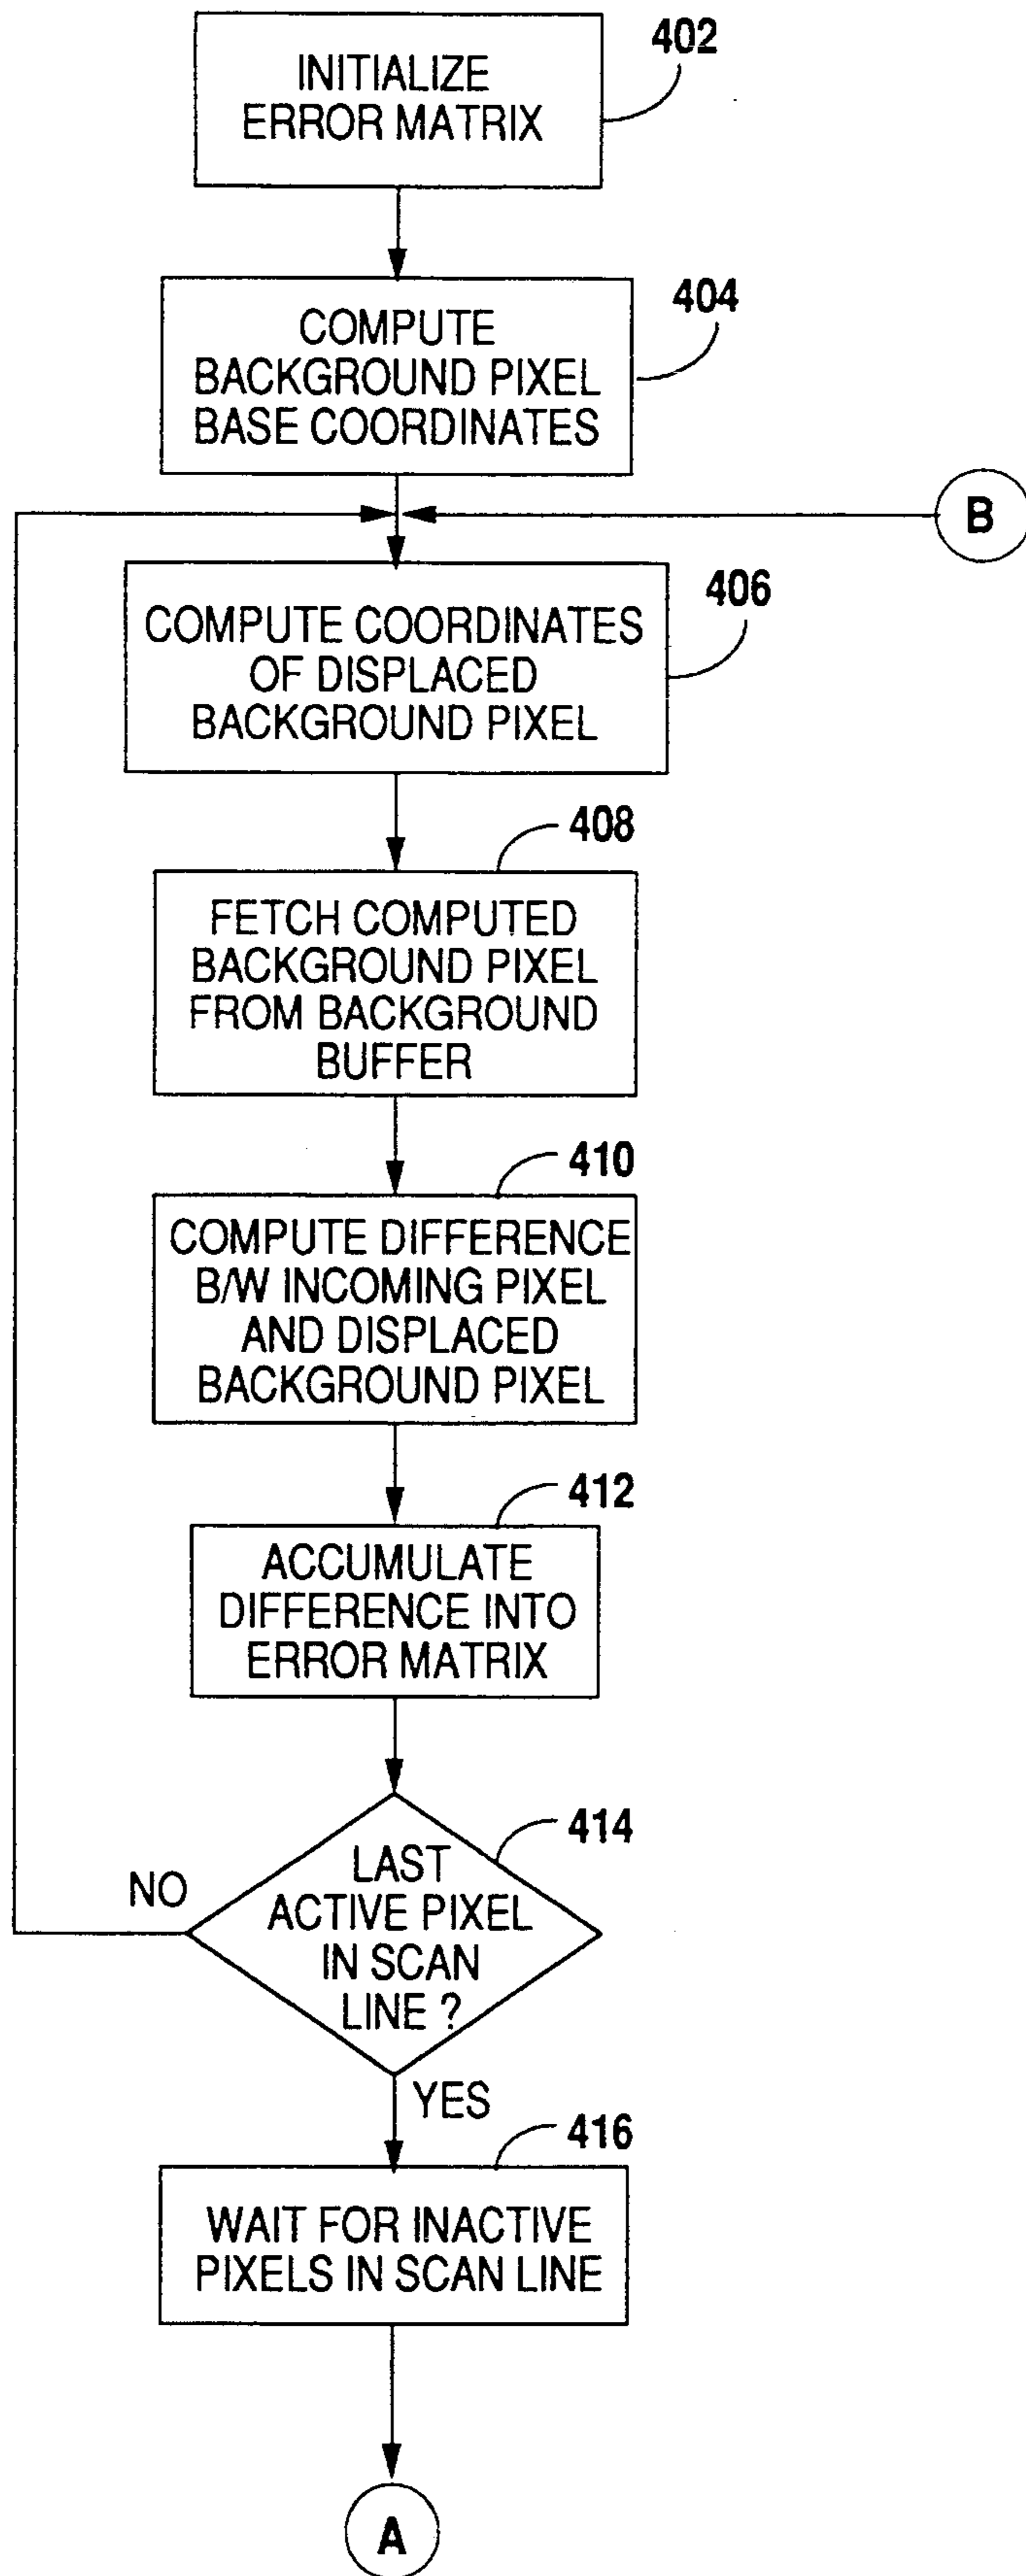 402
INITIALIZE
ERROR MATRIX
404
COMPUTE
BACKGROUND PIXEL
BASE COORDINATES
B
406
COMPUTE COORDINATES
OF DISPLACED
BACKGROUND PIXEL
408
FETCH COMPUTED
BACKGROUND PIXEL
FROM BACKGROUND
BUFFER
410
COMPUTE DIFFERENCE
B/W INCOMING PIXEL
AND DISPLACED
BACKGROUND PIXEL
412
ACCUMULATE
DIFFERENCE INTO
ERROR MATRIX
414
LAST
ACTIVE PIXEL
IN SCAN
LINE ?
NO
YES
416
WAIT FOR INACTIVE
PIXELS IN SCAN LINE
A